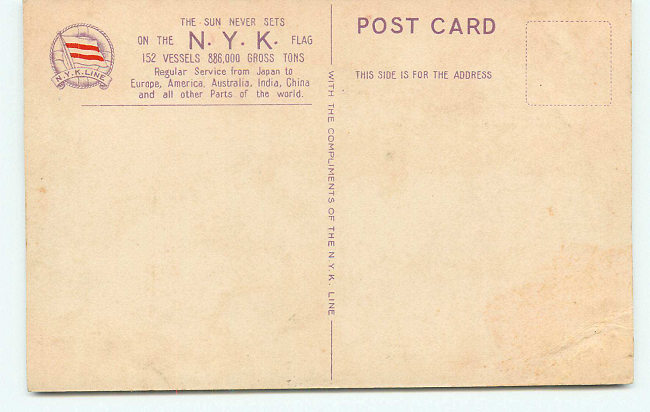 THE SUN NEVER SETS
ON THE N.Y.K. FLAG
152 VESSELS 886,000 GROSS TONS
Regular Service from Japan to
Europe, America, Australia, India, China
and all other Parts of the world.
N.Y.K.LINE
WITH THE COMPLIMENTS OF THE N.Y.K. LINE
POST CARD
THIS SIDE IS FOR THE ADDRESS